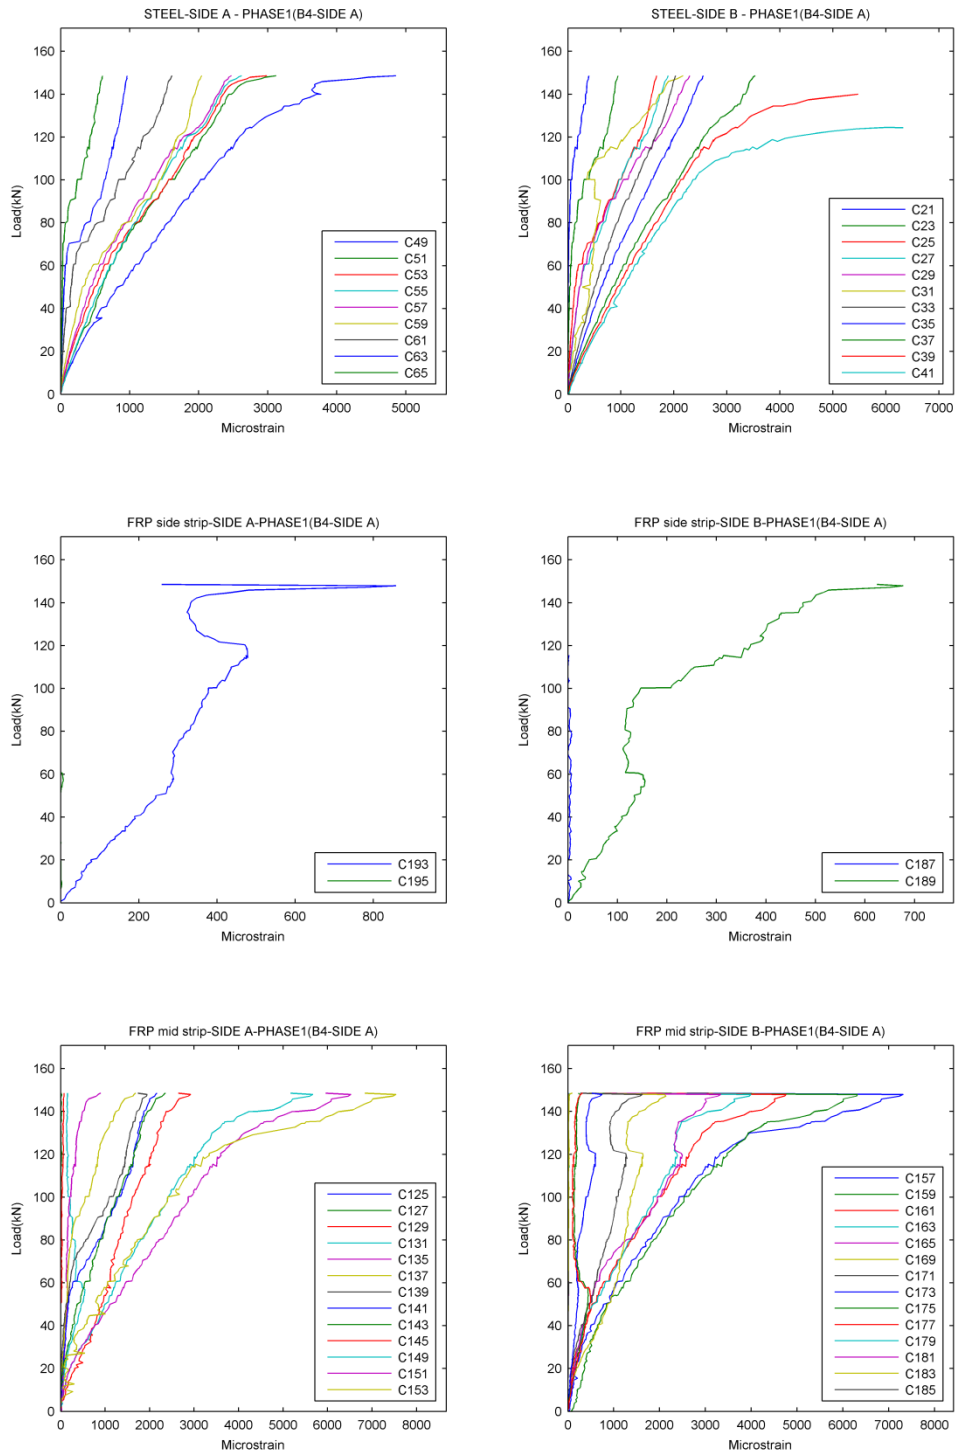 STEEL-SIDE A - PHASE1(B4-SIDE A)
160
140
120
100
80
60
40
20
0
Load(kN)
C49
C51
C53
C55
C57
C59
C61
C63
C65
0 1000 2000 3000 4000 5000
Microstrain
STEEL-SIDE B - PHASE1(B4-SIDE A)
160
140
120
100
80
60
40
20
0
Load(kN)
C21
C23
C25
C27
C29
C31
C33
C35
C37
C39
C41
0 1000 2000 3000 4000 5000 6000 7000
Microstrain
FRP side strip-SIDE A-PHASE1(B4-SIDE A)
160
140
120
100
80
60
40
20
0
Load(kN)
C193
C195
0 200 400 600 800
Microstrain
FRP side strip-SIDE B-PHASE1(B4-SIDE A)
160
140
120
100
80
60
40
20
0
Load(kN)
C187
C189
0 100 200 300 400 500 600 700
Microstrain
FRP mid strip-SIDE A-PHASE1(B4-SIDE A)
160
140
120
100
80
60
40
20
0
Load(kN)
C125
C127
C129
C131
C135
C137
C139
C141
C143
C145
C149
C151
C153
0 1000 2000 3000 4000 5000 6000 7000 8000
Microstrain
FRP mid strip-SIDE B-PHASE1(B4-SIDE A)
160
140
120
100
80
60
40
20
0
Load(kN)
C157
C159
C161
C163
C165
C169
C171
C173
C175
C177
C179
C181
C183
C185
0 1000 2000 3000 4000 5000 6000 7000 8000
Microstrain